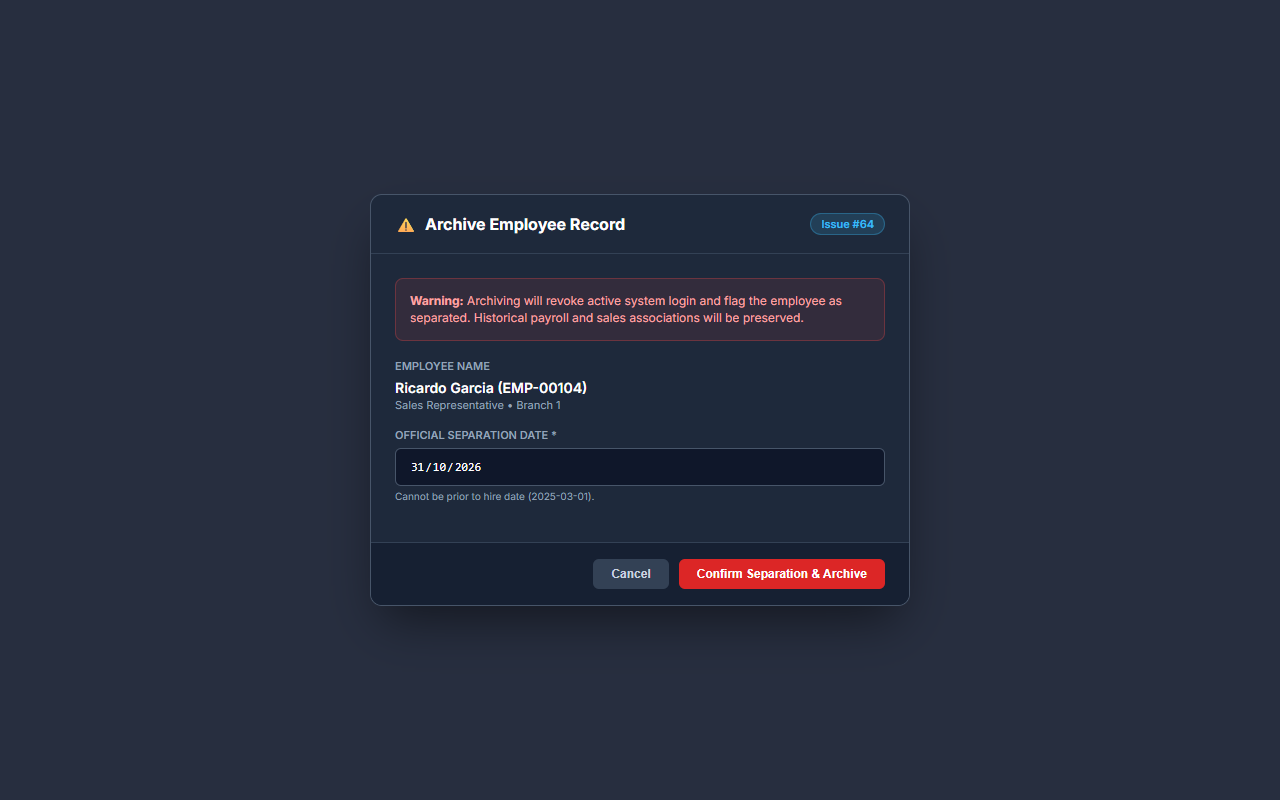 Archive Employee Record
Issue #64
Warning: Archiving will revoke active system login and flag the employee as
separated. Historical payroll and sales associations will be preserved.
EMPLOYEE NAME
Ricardo Garcia (EMP-00104)
Sales Representative • Branch 1
OFFICIAL SEPARATION DATE *
31/10/2026
Cannot be prior to hire date (2025-03-01).
Cancel
Confirm Separation & Archive